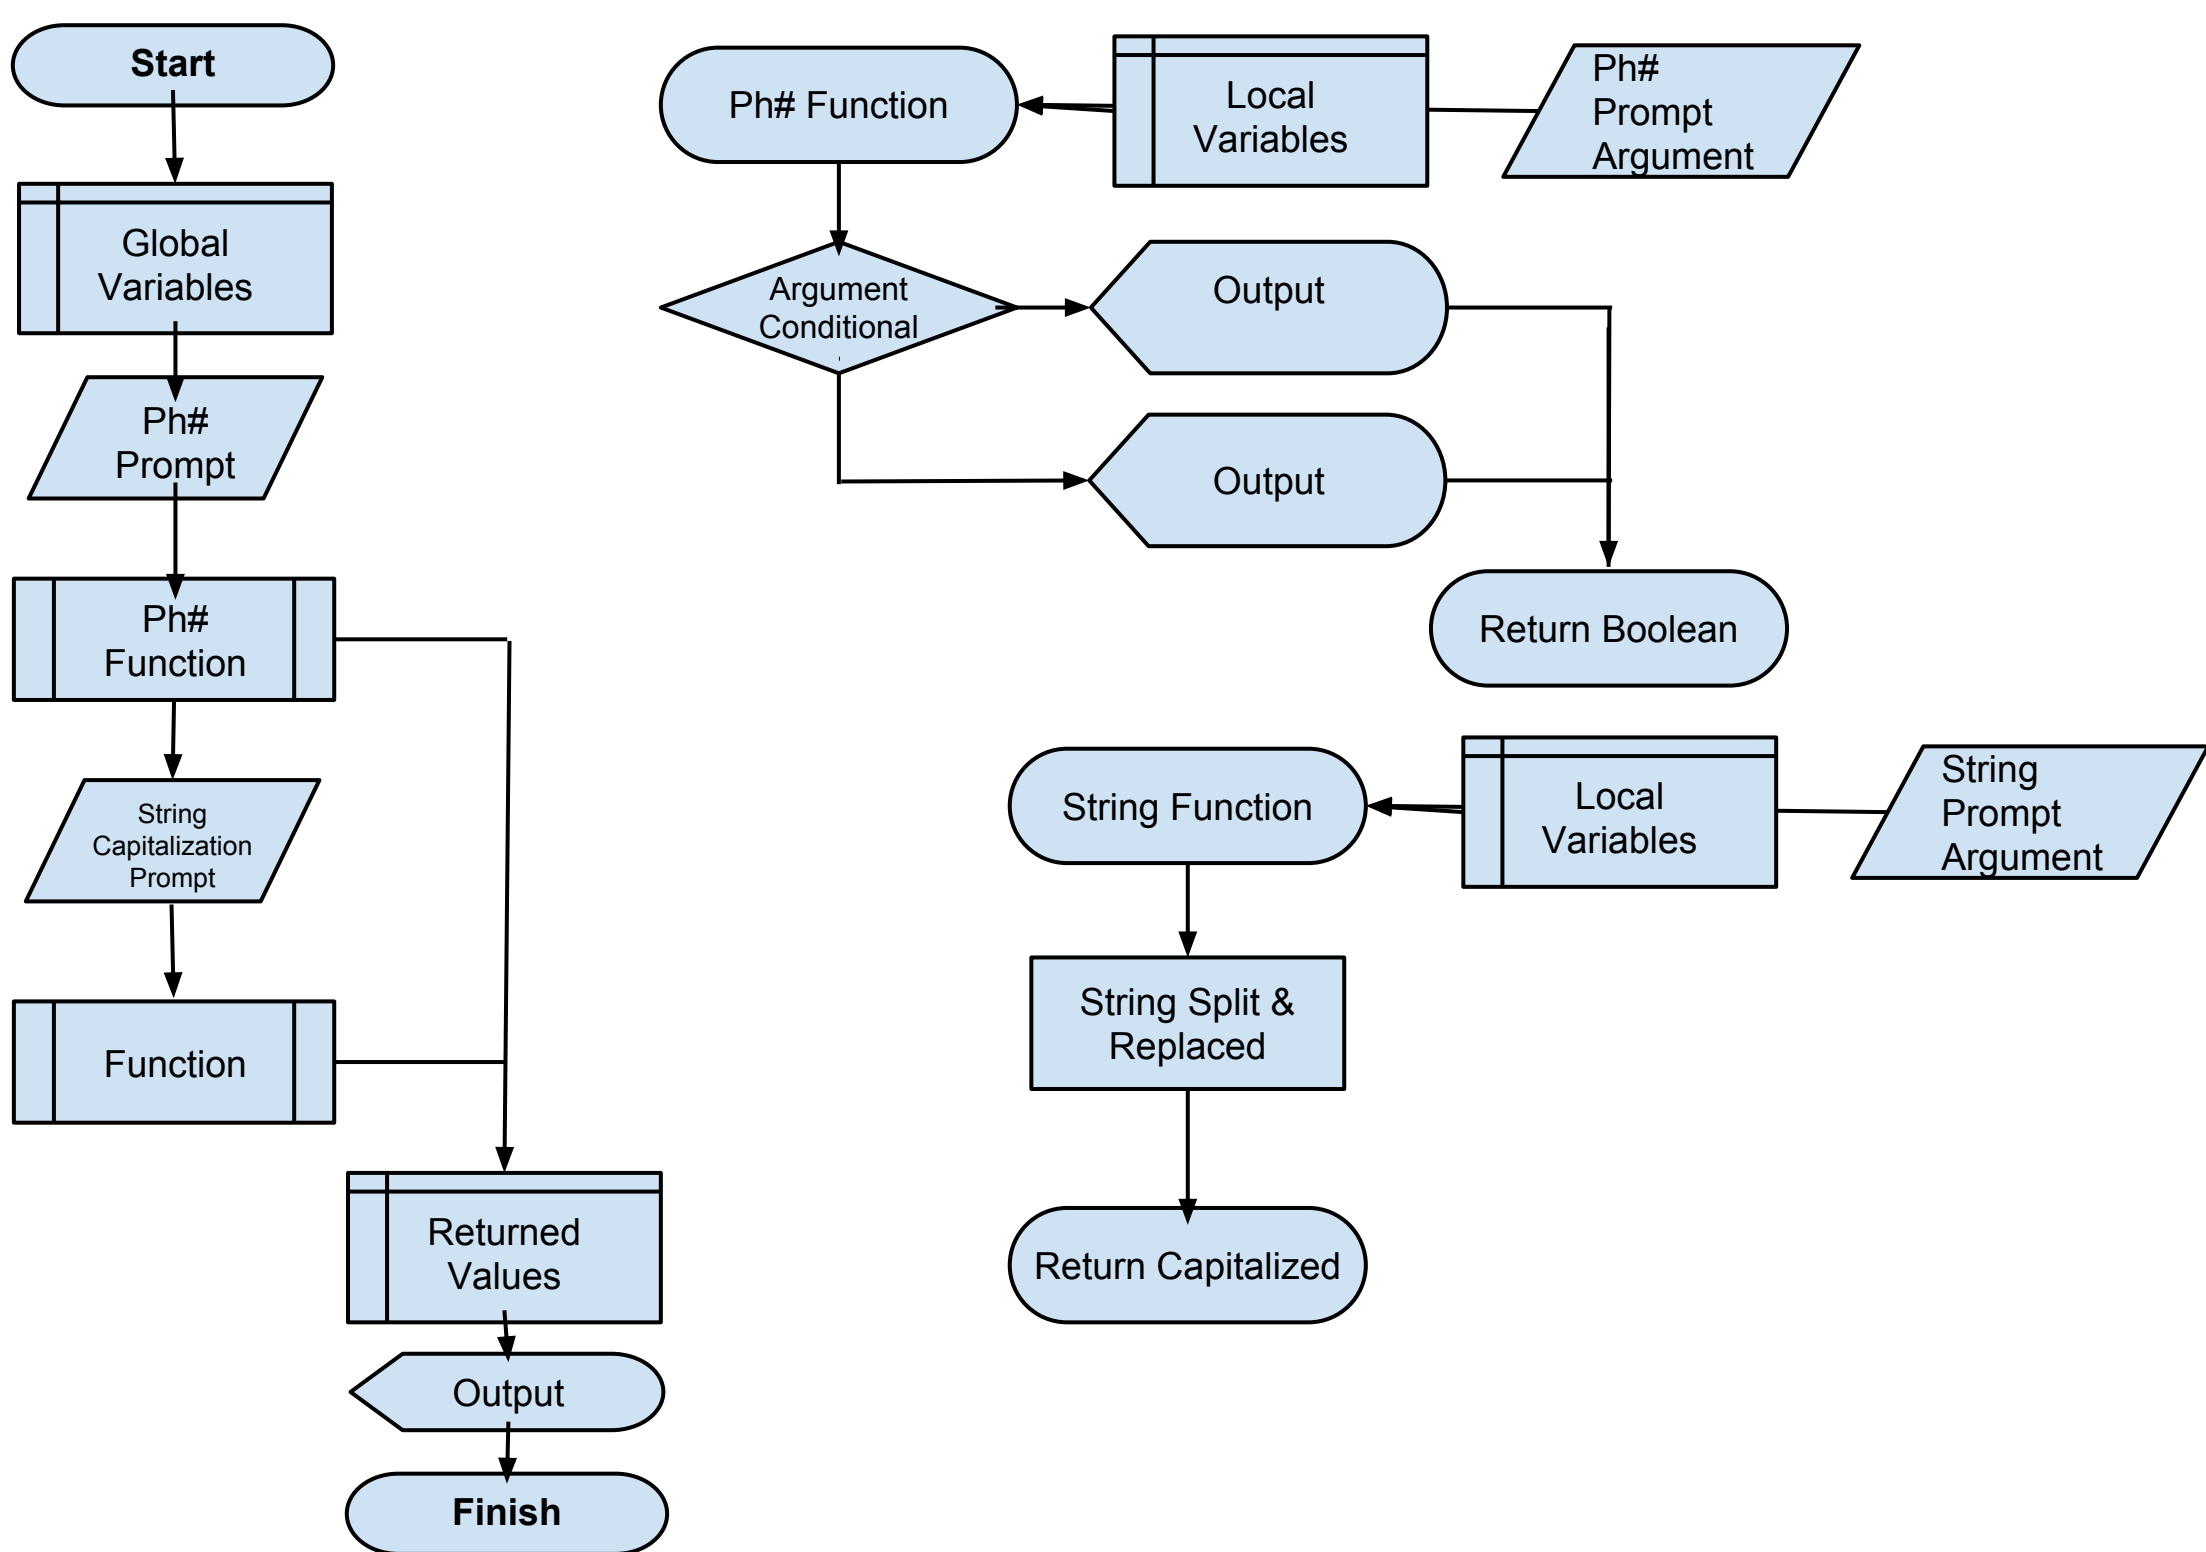 Start
Global
Variables
Ph#
Prompt
Ph#
Function
String
Capitalization
Prompt
Function
Returned
Values
Output
Finish
Ph# Function
Local
Variables
Ph#
Prompt
Argument
Argument
Conditional
Output
Output
Return Boolean
String Function
Local
Variables
String
Prompt
Argument
String Split &
Replaced
Return Capitalized